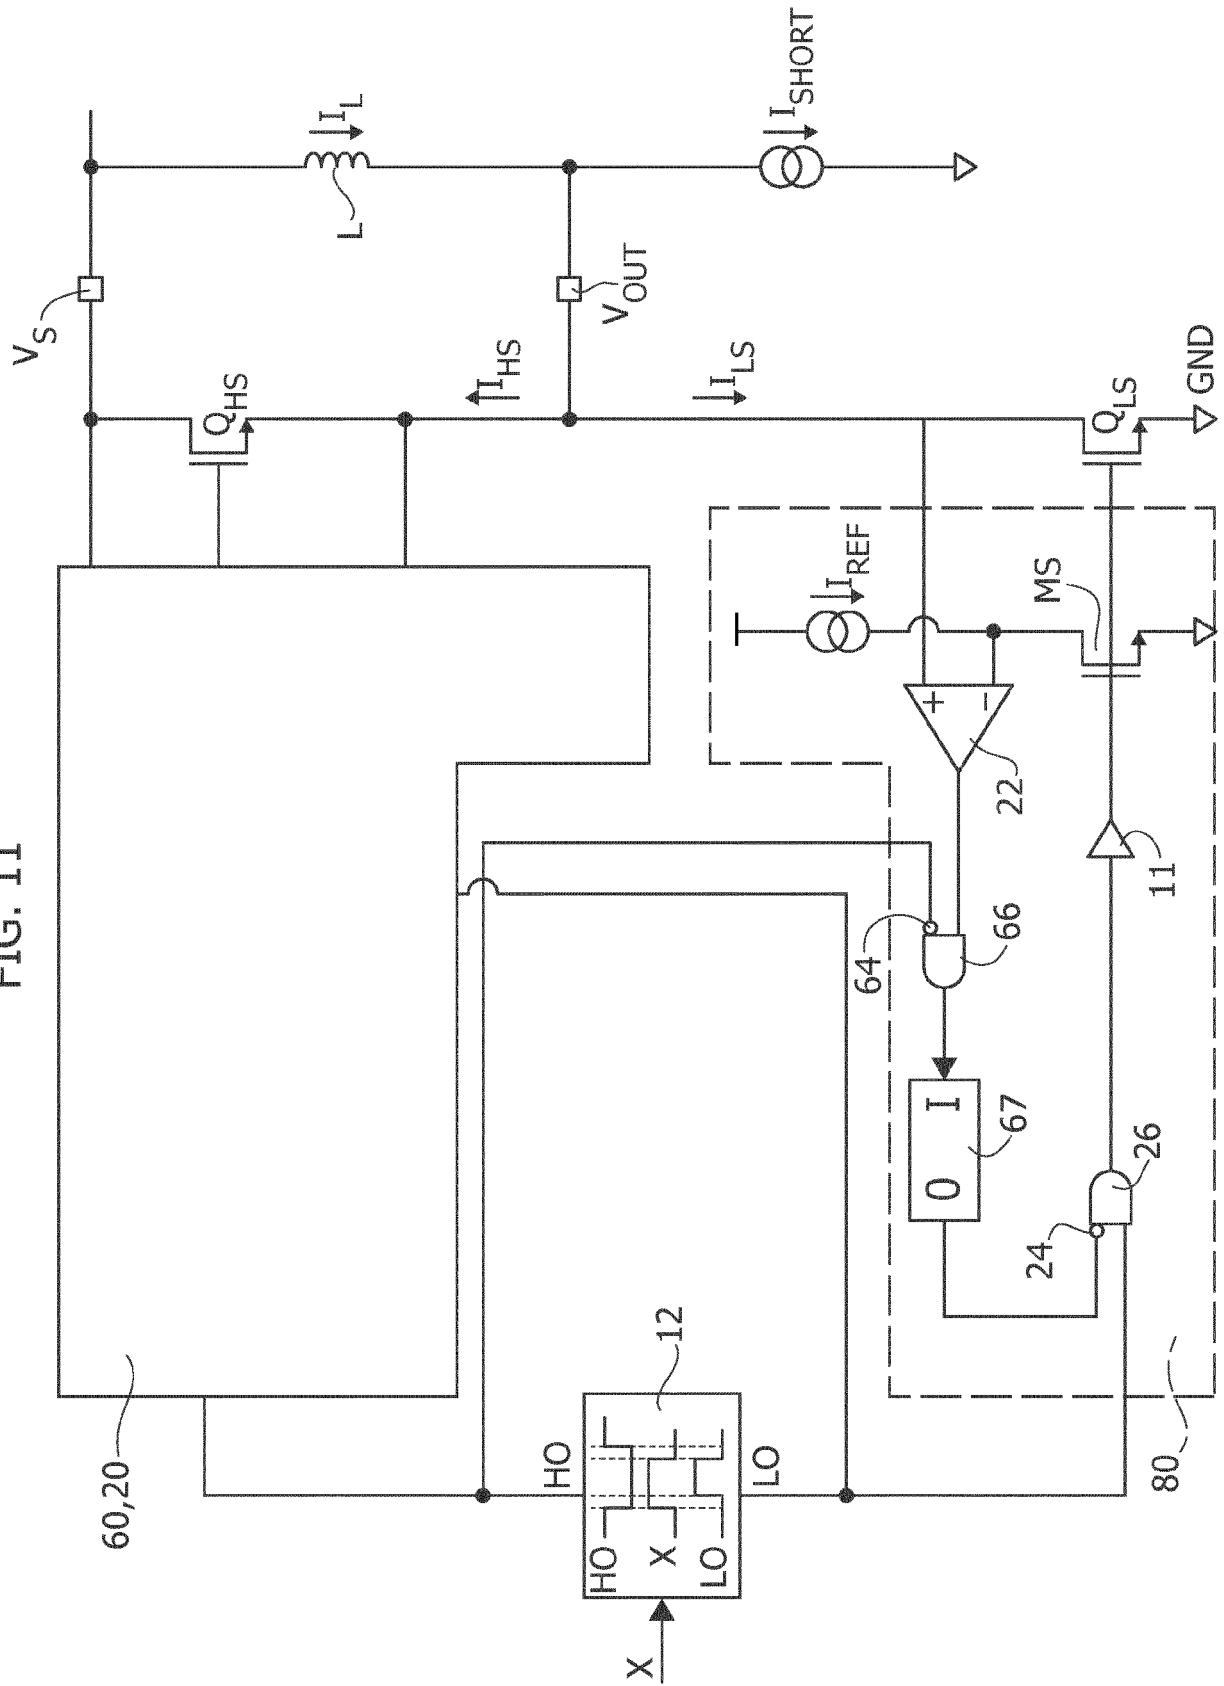 FIG. 11
V_S
I_L
L
Q_HS
I_HS
V_OUT
I_SHORT
I_LS
60,20
HO
HO
X
LO
LO
12
X
64
66
22
+
−
I_REF
MS
Q_LS
GND
O I
67
24
26
11
80